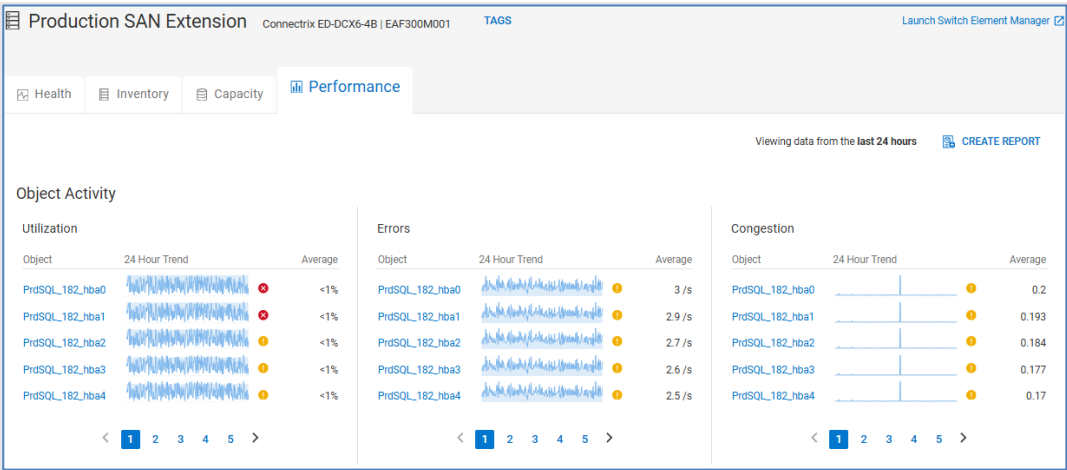 Production SAN Extension Connectrix ED-DCX6-4B | EAF300M001 TAGS Launch Switch Element Manager
Health Inventory Capacity Performance
Viewing data from the last 24 hours CREATE REPORT
Object Activity
Utilization
Object 24 Hour Trend Average
PrdSQL_182_hba0 <1%
PrdSQL_182_hba1 <1%
PrdSQL_182_hba2 <1%
PrdSQL_182_hba3 <1%
PrdSQL_182_hba4 <1%
1 2 3 4 5
Errors
Object 24 Hour Trend Average
PrdSQL_182_hba0 3 /s
PrdSQL_182_hba1 2.9 /s
PrdSQL_182_hba2 2.7 /s
PrdSQL_182_hba3 2.6 /s
PrdSQL_182_hba4 2.5 /s
1 2 3 4 5
Congestion
Object 24 Hour Trend Average
PrdSQL_182_hba0 0.2
PrdSQL_182_hba1 0.193
PrdSQL_182_hba2 0.184
PrdSQL_182_hba3 0.177
PrdSQL_182_hba4 0.17
1 2 3 4 5